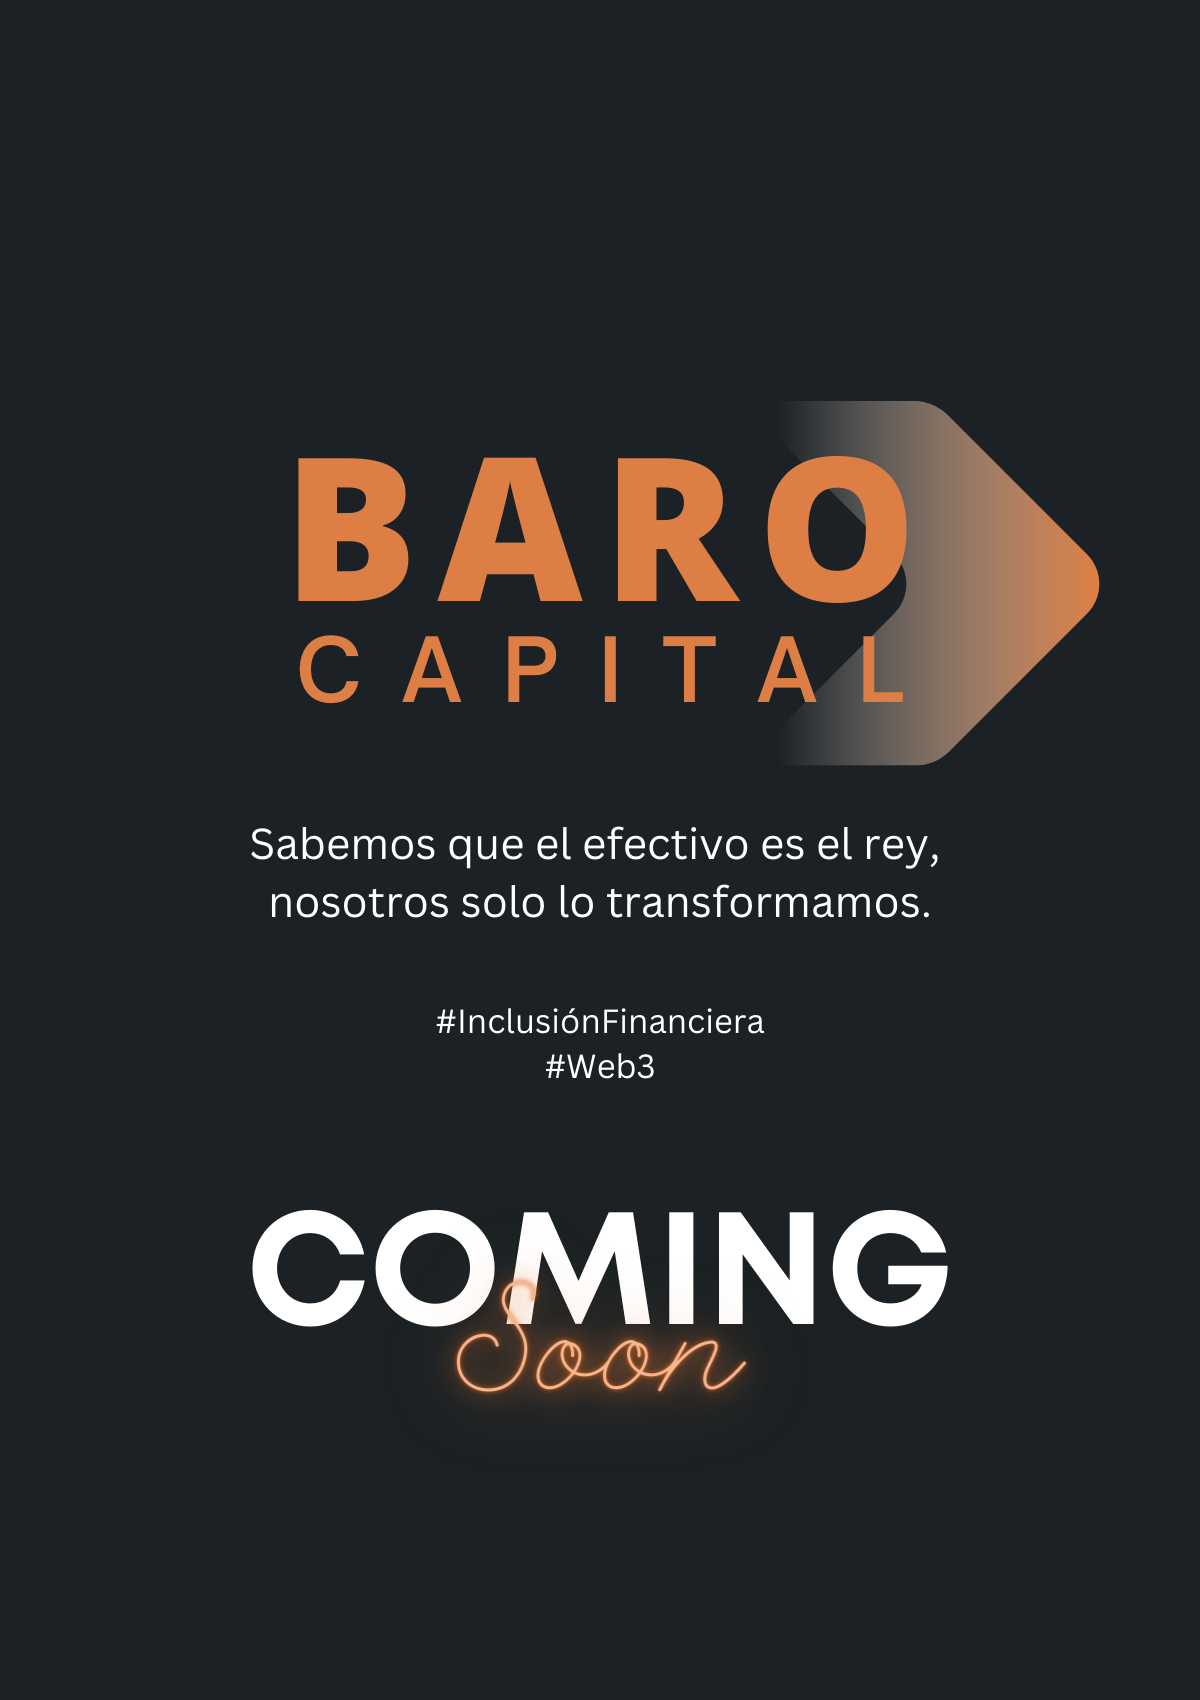 BARO
CAPITAL
Sabemos que el efectivo es el rey,
nosotros solo lo transformamos.
#InclusiónFinanciera
#Web3
COMING
Soon